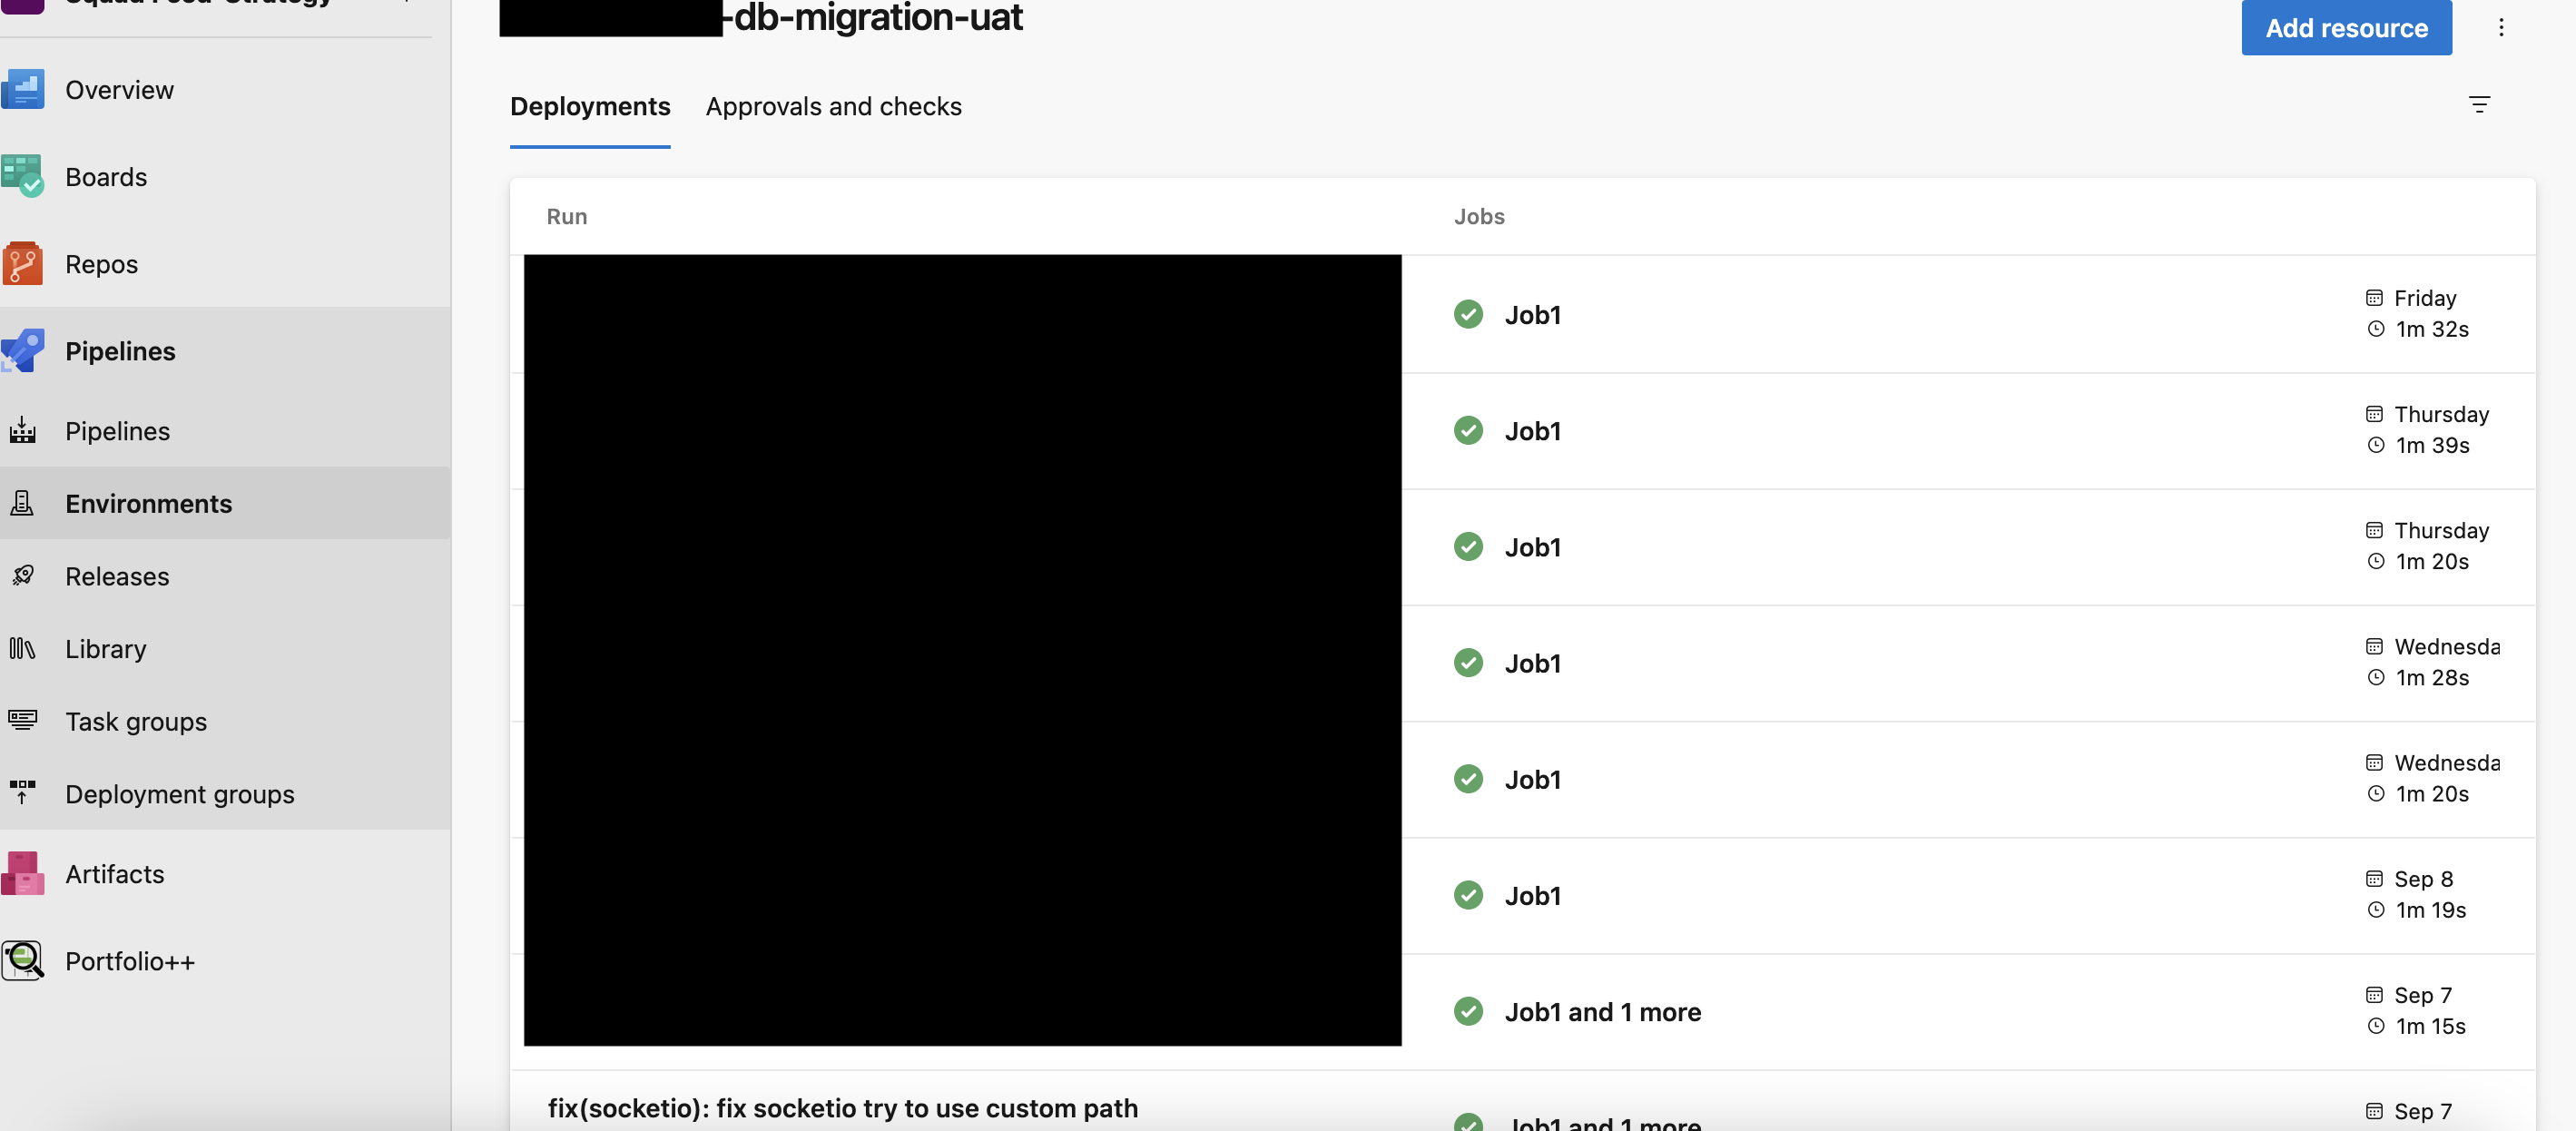 -db-migration-uat
Add resource
Overview
Boards
Repos
Pipelines
Pipelines
Environments
Releases
Library
Task groups
Deployment groups
Artifacts
Portfolio++
Deployments
Approvals and checks
Run
Jobs
Job1
Friday
1m 32s
Job1
Thursday
1m 39s
Job1
Thursday
1m 20s
Job1
Wednesda
1m 28s
Job1
Wednesda
1m 20s
Job1
Sep 8
1m 19s
Job1 and 1 more
Sep 7
1m 15s
fix(socketio): fix socketio try to use custom path
Job1 and 1 more
Sep 7